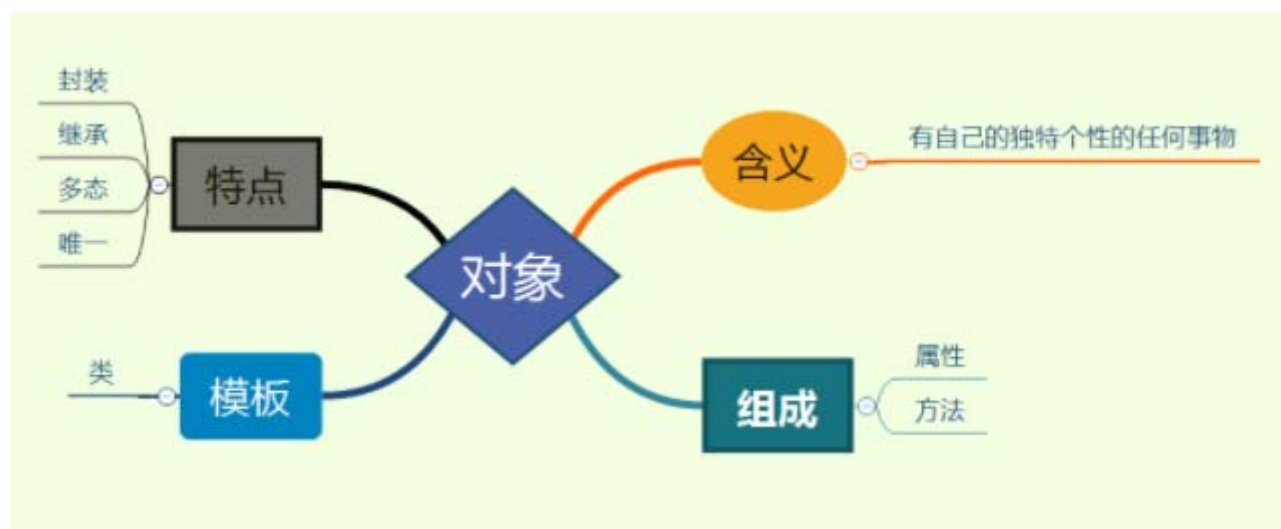 封装
继承
多态
唯一
特点
含义
有自己的独特个性的任何事物
对象
类
模板
组成
属性
方法